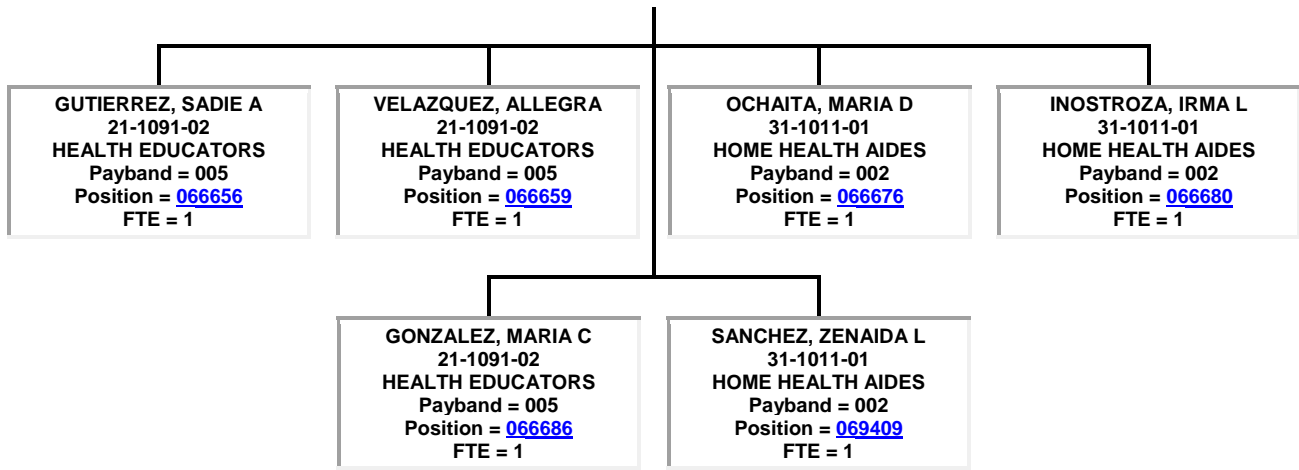 GUTIERREZ, SADIE A
21-1091-02
HEALTH EDUCATORS
Payband = 005
Position = 066656
FTE = 1
VELAZQUEZ, ALLEGRA
21-1091-02
HEALTH EDUCATORS
Payband = 005
Position = 066659
FTE = 1
OCHAITA, MARIA D
31-1011-01
HOME HEALTH AIDES
Payband = 002
Position = 066676
FTE = 1
INOSTROZA, IRMA L
31-1011-01
HOME HEALTH AIDES
Payband = 002
Position = 066680
FTE = 1
GONZALEZ, MARIA C
21-1091-02
HEALTH EDUCATORS
Payband = 005
Position = 066686
FTE = 1
SANCHEZ, ZENAIDA L
31-1011-01
HOME HEALTH AIDES
Payband = 002
Position = 069409
FTE = 1